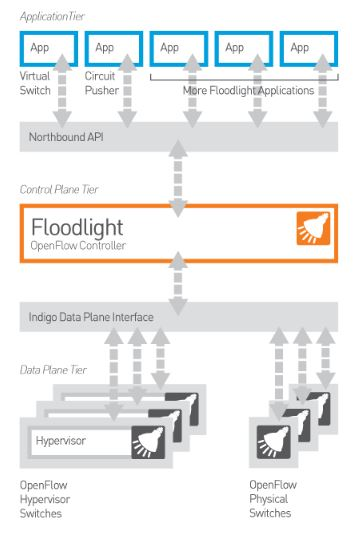 ApplicationTier
App App App App App
Virtual Switch
Circuit Pusher
More Floodlight Applications
Northbound API
Control Plane Tier
Floodlight
OpenFlow Controller
Indigo Data Plane Interface
Data Plane Tier
Hypervisor
OpenFlow
Hypervisor
Switches
OpenFlow
Physical
Switches